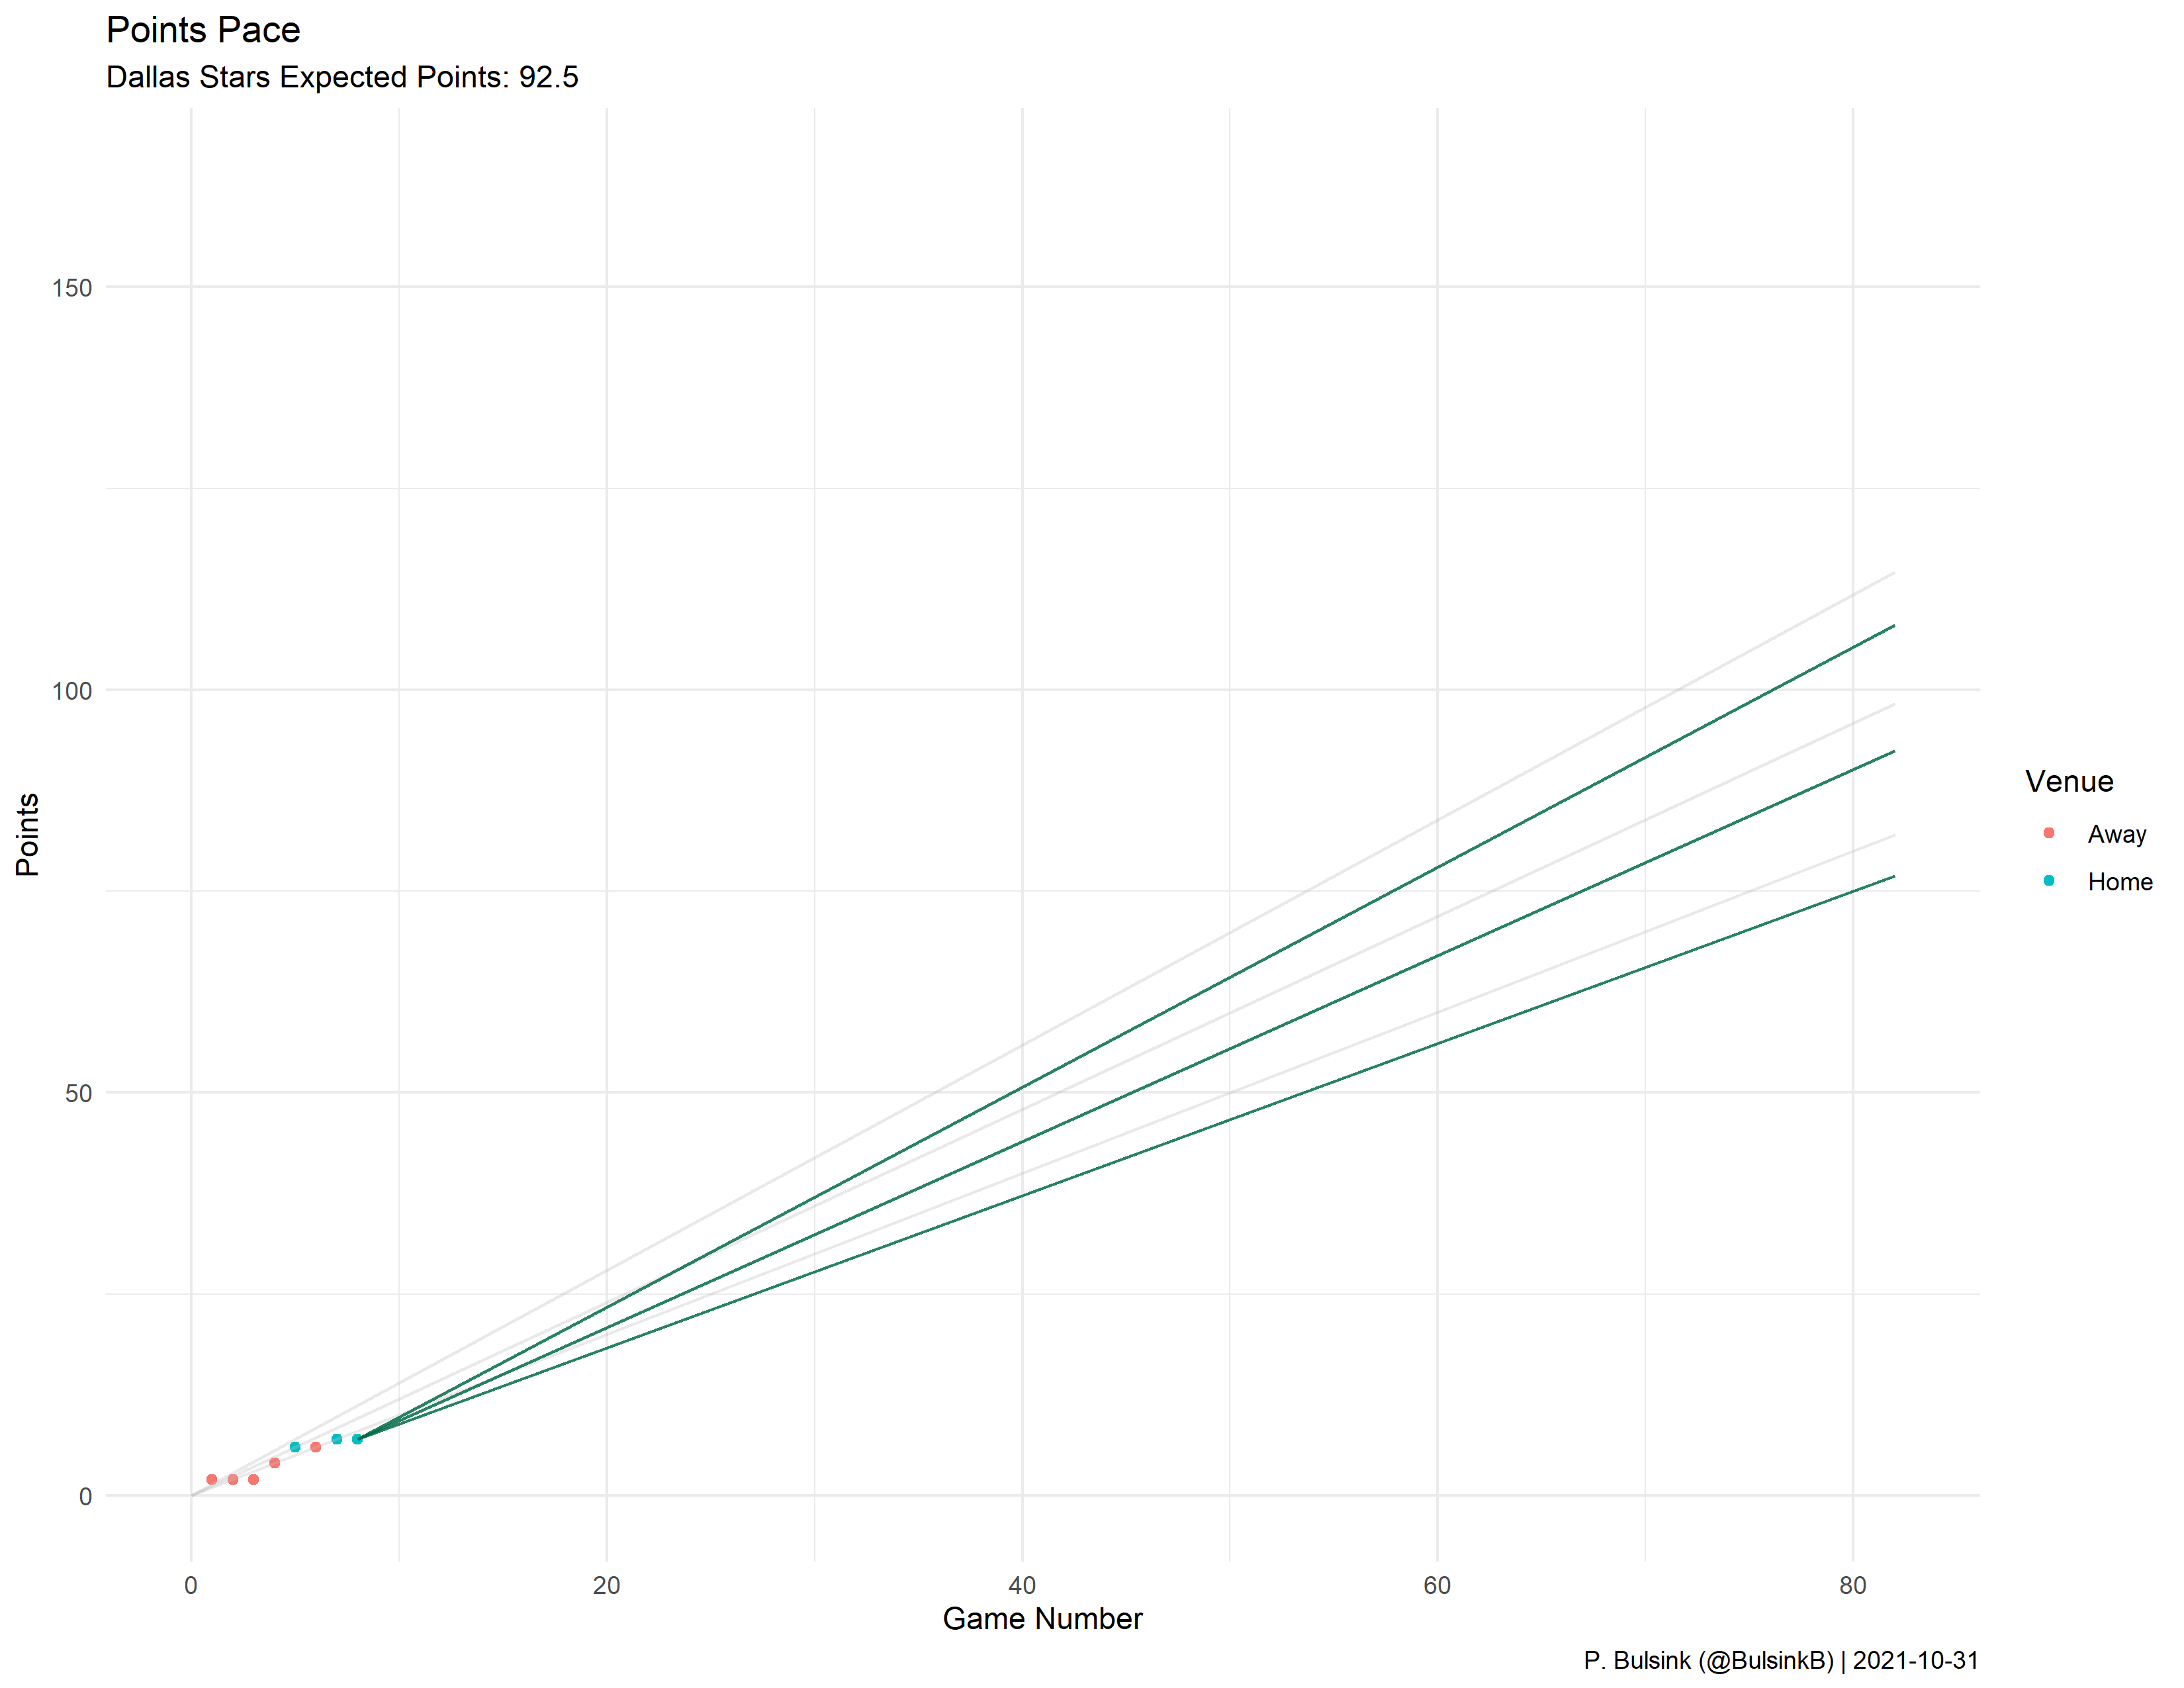 Points Pace
Dallas Stars Expected Points: 92.5
150
100
50
0
Points
0 20 40 60 80
Game Number
Venue
Away
Home
P. Bulsink (@BulsinkB) | 2021-10-31